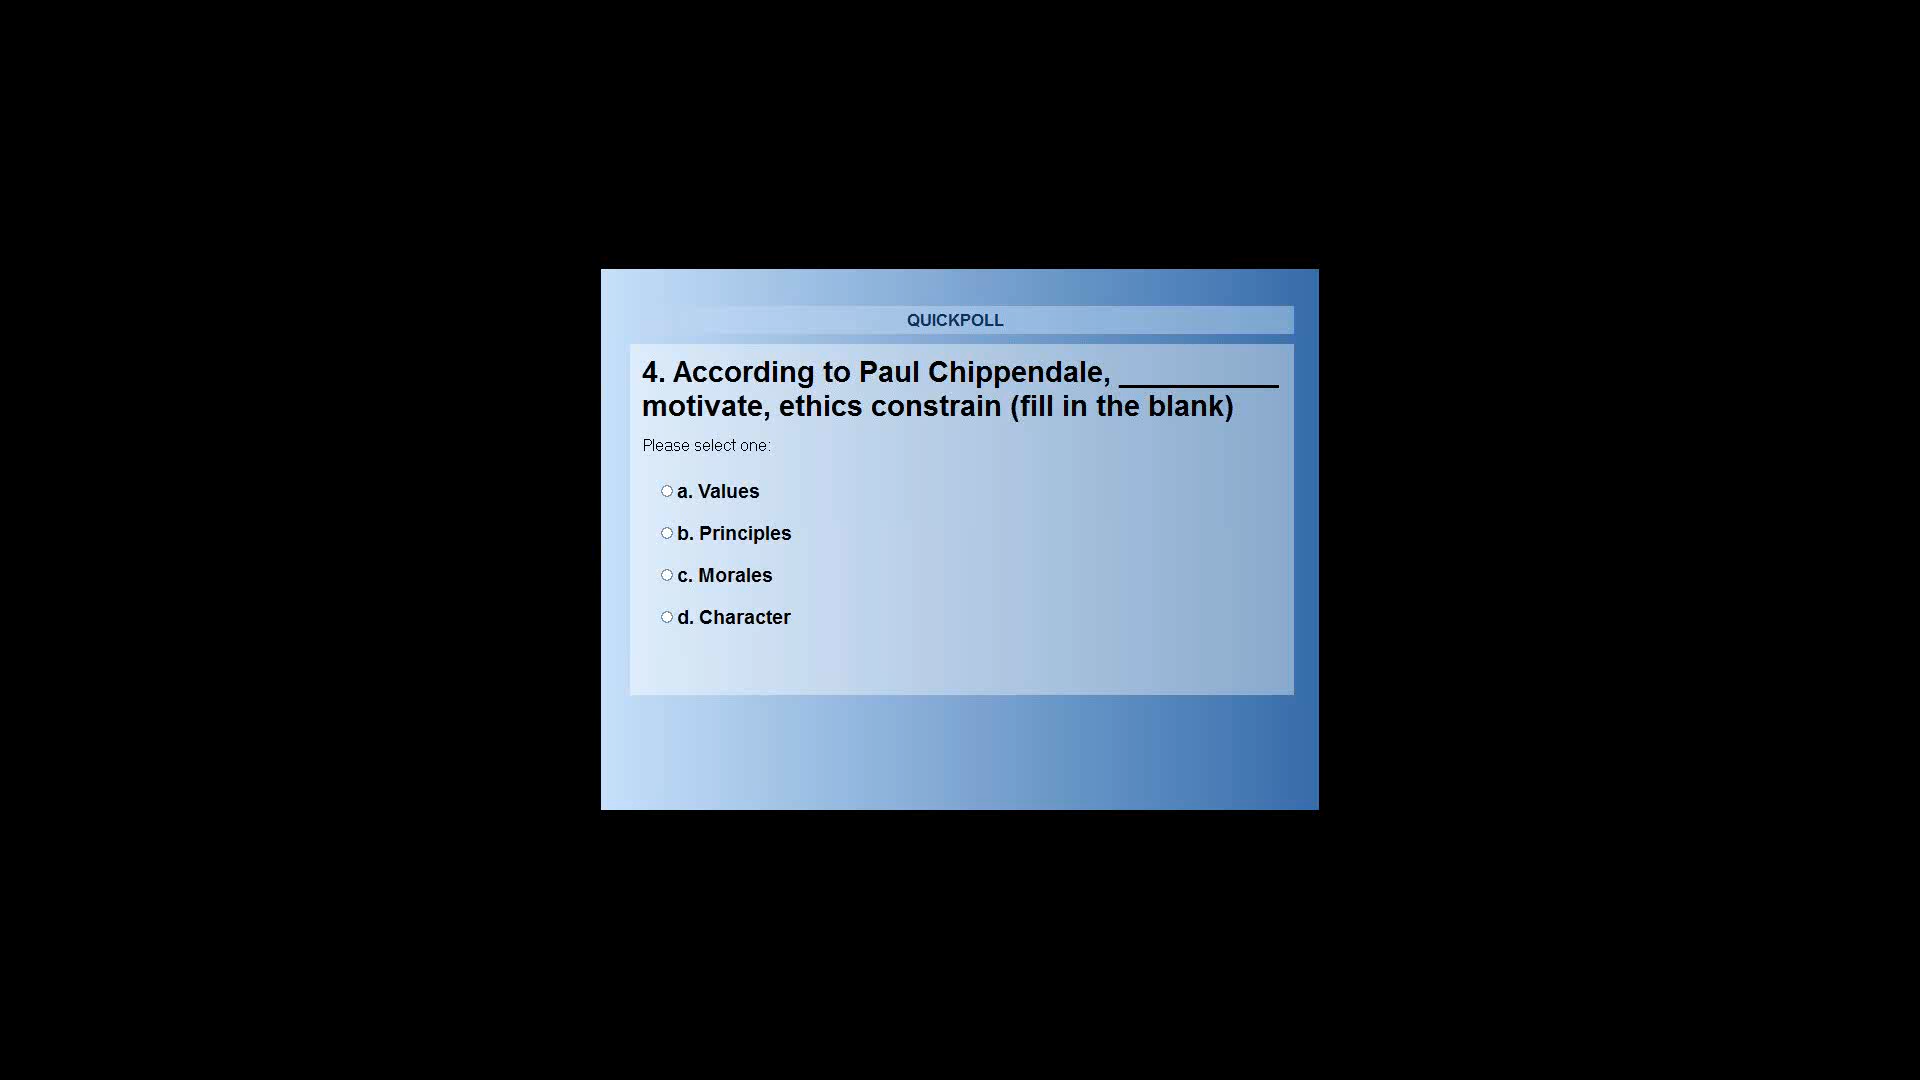 QUICKPOLL
4. According to Paul Chippendale, __________
motivate, ethics constrain (fill in the blank)
Please select one:
a. Values
b. Principles
c. Morales
d. Character